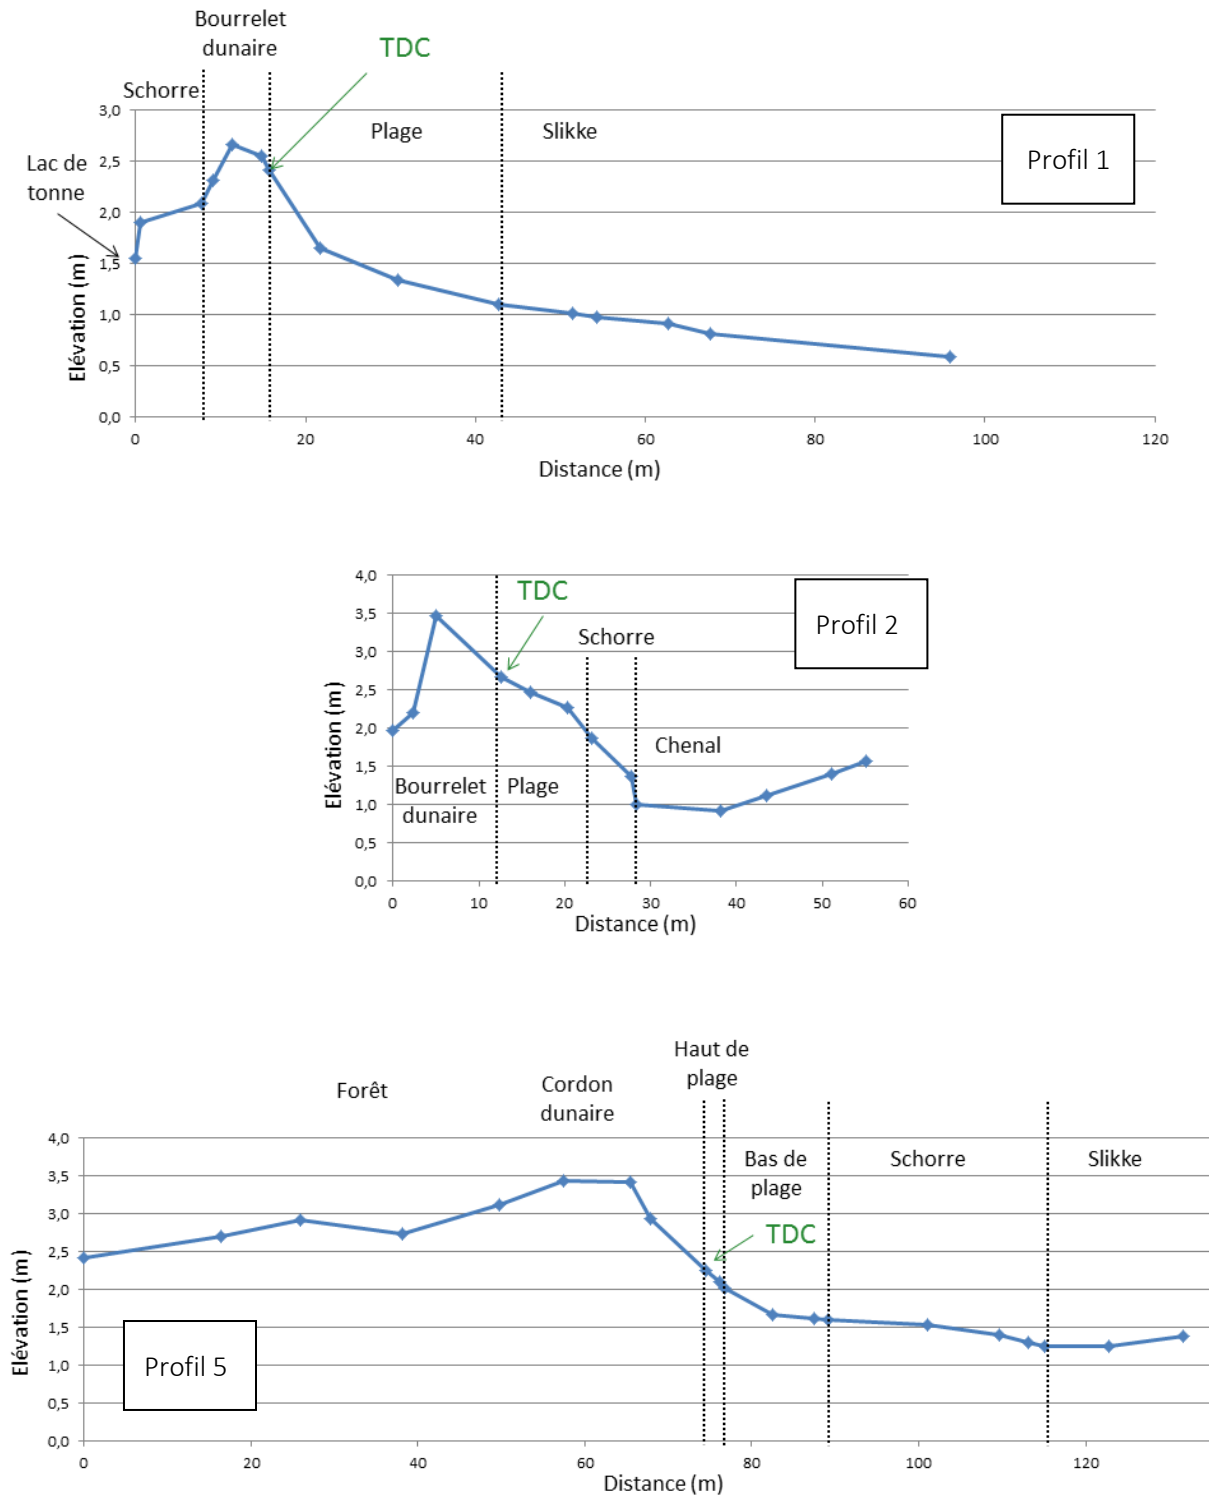 Bourrelet
dunaire
TDC
Schorre
Plage
Slikke
Profil 1
Lac de
tonne
Elévation (m)
3,0
2,5
2,0
1,5
1,0
0,5
0,0
0 20 40 60 80 100 120
Distance (m)
TDC
Schorre
Profil 2
Chenal
Bourrelet
dunaire
Plage
Elévation (m)
4,0
3,5
3,0
2,5
2,0
1,5
1,0
0,5
0,0
0 10 20 30 40 50 60
Distance (m)
Forêt
Cordon
dunaire
Haut de
plage
Bas de
plage
Schorre
Slikke
TDC
Profil 5
Elévation (m)
4,0
3,5
3,0
2,5
2,0
1,5
1,0
0,5
0,0
0 20 40 60 80 100 120
Distance (m)